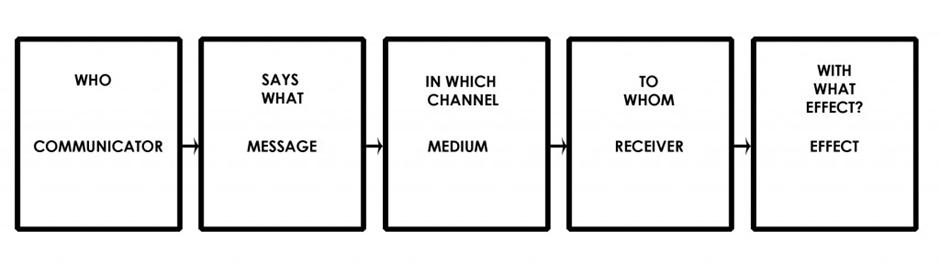 WHO
COMMUNICATOR
SAYS
WHAT
MESSAGE
IN WHICH
CHANNEL
MEDIUM
TO
WHOM
RECEIVER
WITH
WHAT
EFFECT?
EFFECT